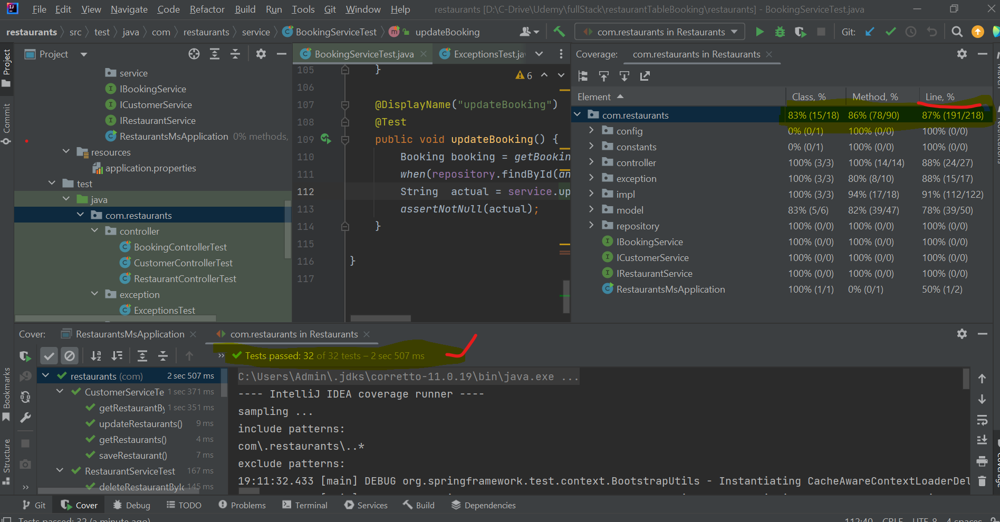 File Edit View Navigate Code Refactor Build Run Tools Git Window Help restaurants [D:\C-Drive\Udemy\fullStack\restaurantTableBooking\restaurants] - BookingServiceTest.java
restaurants src test java com restaurants service BookingServiceTest updateBooking com.restaurants in Restaurants Git:
Project
Commit
Bookmarks
Structure
Project
service
IBookingService
ICustomerService
IRestaurantService
RestaurantsMsApplication 0% methods,
resources
application.properties
test
java
com.restaurants
controller
BookingControllerTest
CustomerControllerTest
RestaurantControllerTest
exception
ExceptionsTest
BookingServiceTest.java ExceptionsTest.ja
6
105 }
106
107 @DisplayName("updateBooking")
108 @Test
109 public void updateBooking() {
110 Booking booking = getBookin
111 when(repository.findById(an
112 String actual = service.up
113 assertNotNull(actual);
114 }
115
116 }
117
Coverage: com.restaurants in Restaurants
Element Class, % Method, % Line, %
com.restaurants 83% (15/18) 86% (78/90) 87% (191/218)
config 0% (0/1) 100% (0/0) 100% (0/0)
constants 0% (0/1) 100% (0/0) 100% (0/0)
controller 100% (3/3) 100% (14/14) 88% (24/27)
exception 100% (3/3) 80% (8/10) 88% (15/17)
impl 100% (3/3) 94% (17/18) 91% (112/122)
model 83% (5/6) 82% (39/47) 78% (39/50)
repository 100% (0/0) 100% (0/0) 100% (0/0)
IBookingService 100% (0/0) 100% (0/0) 100% (0/0)
ICustomerService 100% (0/0) 100% (0/0) 100% (0/0)
IRestaurantService 100% (0/0) 100% (0/0) 100% (0/0)
RestaurantsMsApplication 100% (1/1) 0% (0/1) 50% (1/2)
Notifications
Coverage
Cover: RestaurantsMsApplication com.restaurants in Restaurants
Tests passed: 32 of 32 tests – 2 sec 507 ms
restaurants (com) 2 sec 507 ms
CustomerServiceTe 1 sec 371 ms
getRestaurantBy 1 sec 351 ms
updateRestaurants() 9 ms
getRestaurants() 4 ms
saveRestaurant() 7 ms
RestaurantServiceTest 167 ms
deleteRestaurantById 145 ms
C:\Users\Admin\.jdks\corretto-11.0.19\bin\java.exe ...
---- IntelliJ IDEA coverage runner ----
sampling ...
include patterns:
com\.restaurants\..*
exclude patterns:
19:11:32.433 [main] DEBUG org.springframework.test.context.BootstrapUtils - Instantiating CacheAwareContextLoaderDel
Git Cover Debug TODO Problems Terminal Services Build Dependencies
Tests passed: 32 (a minute ago) 112:40 CRLF UTF-8 4 spaces